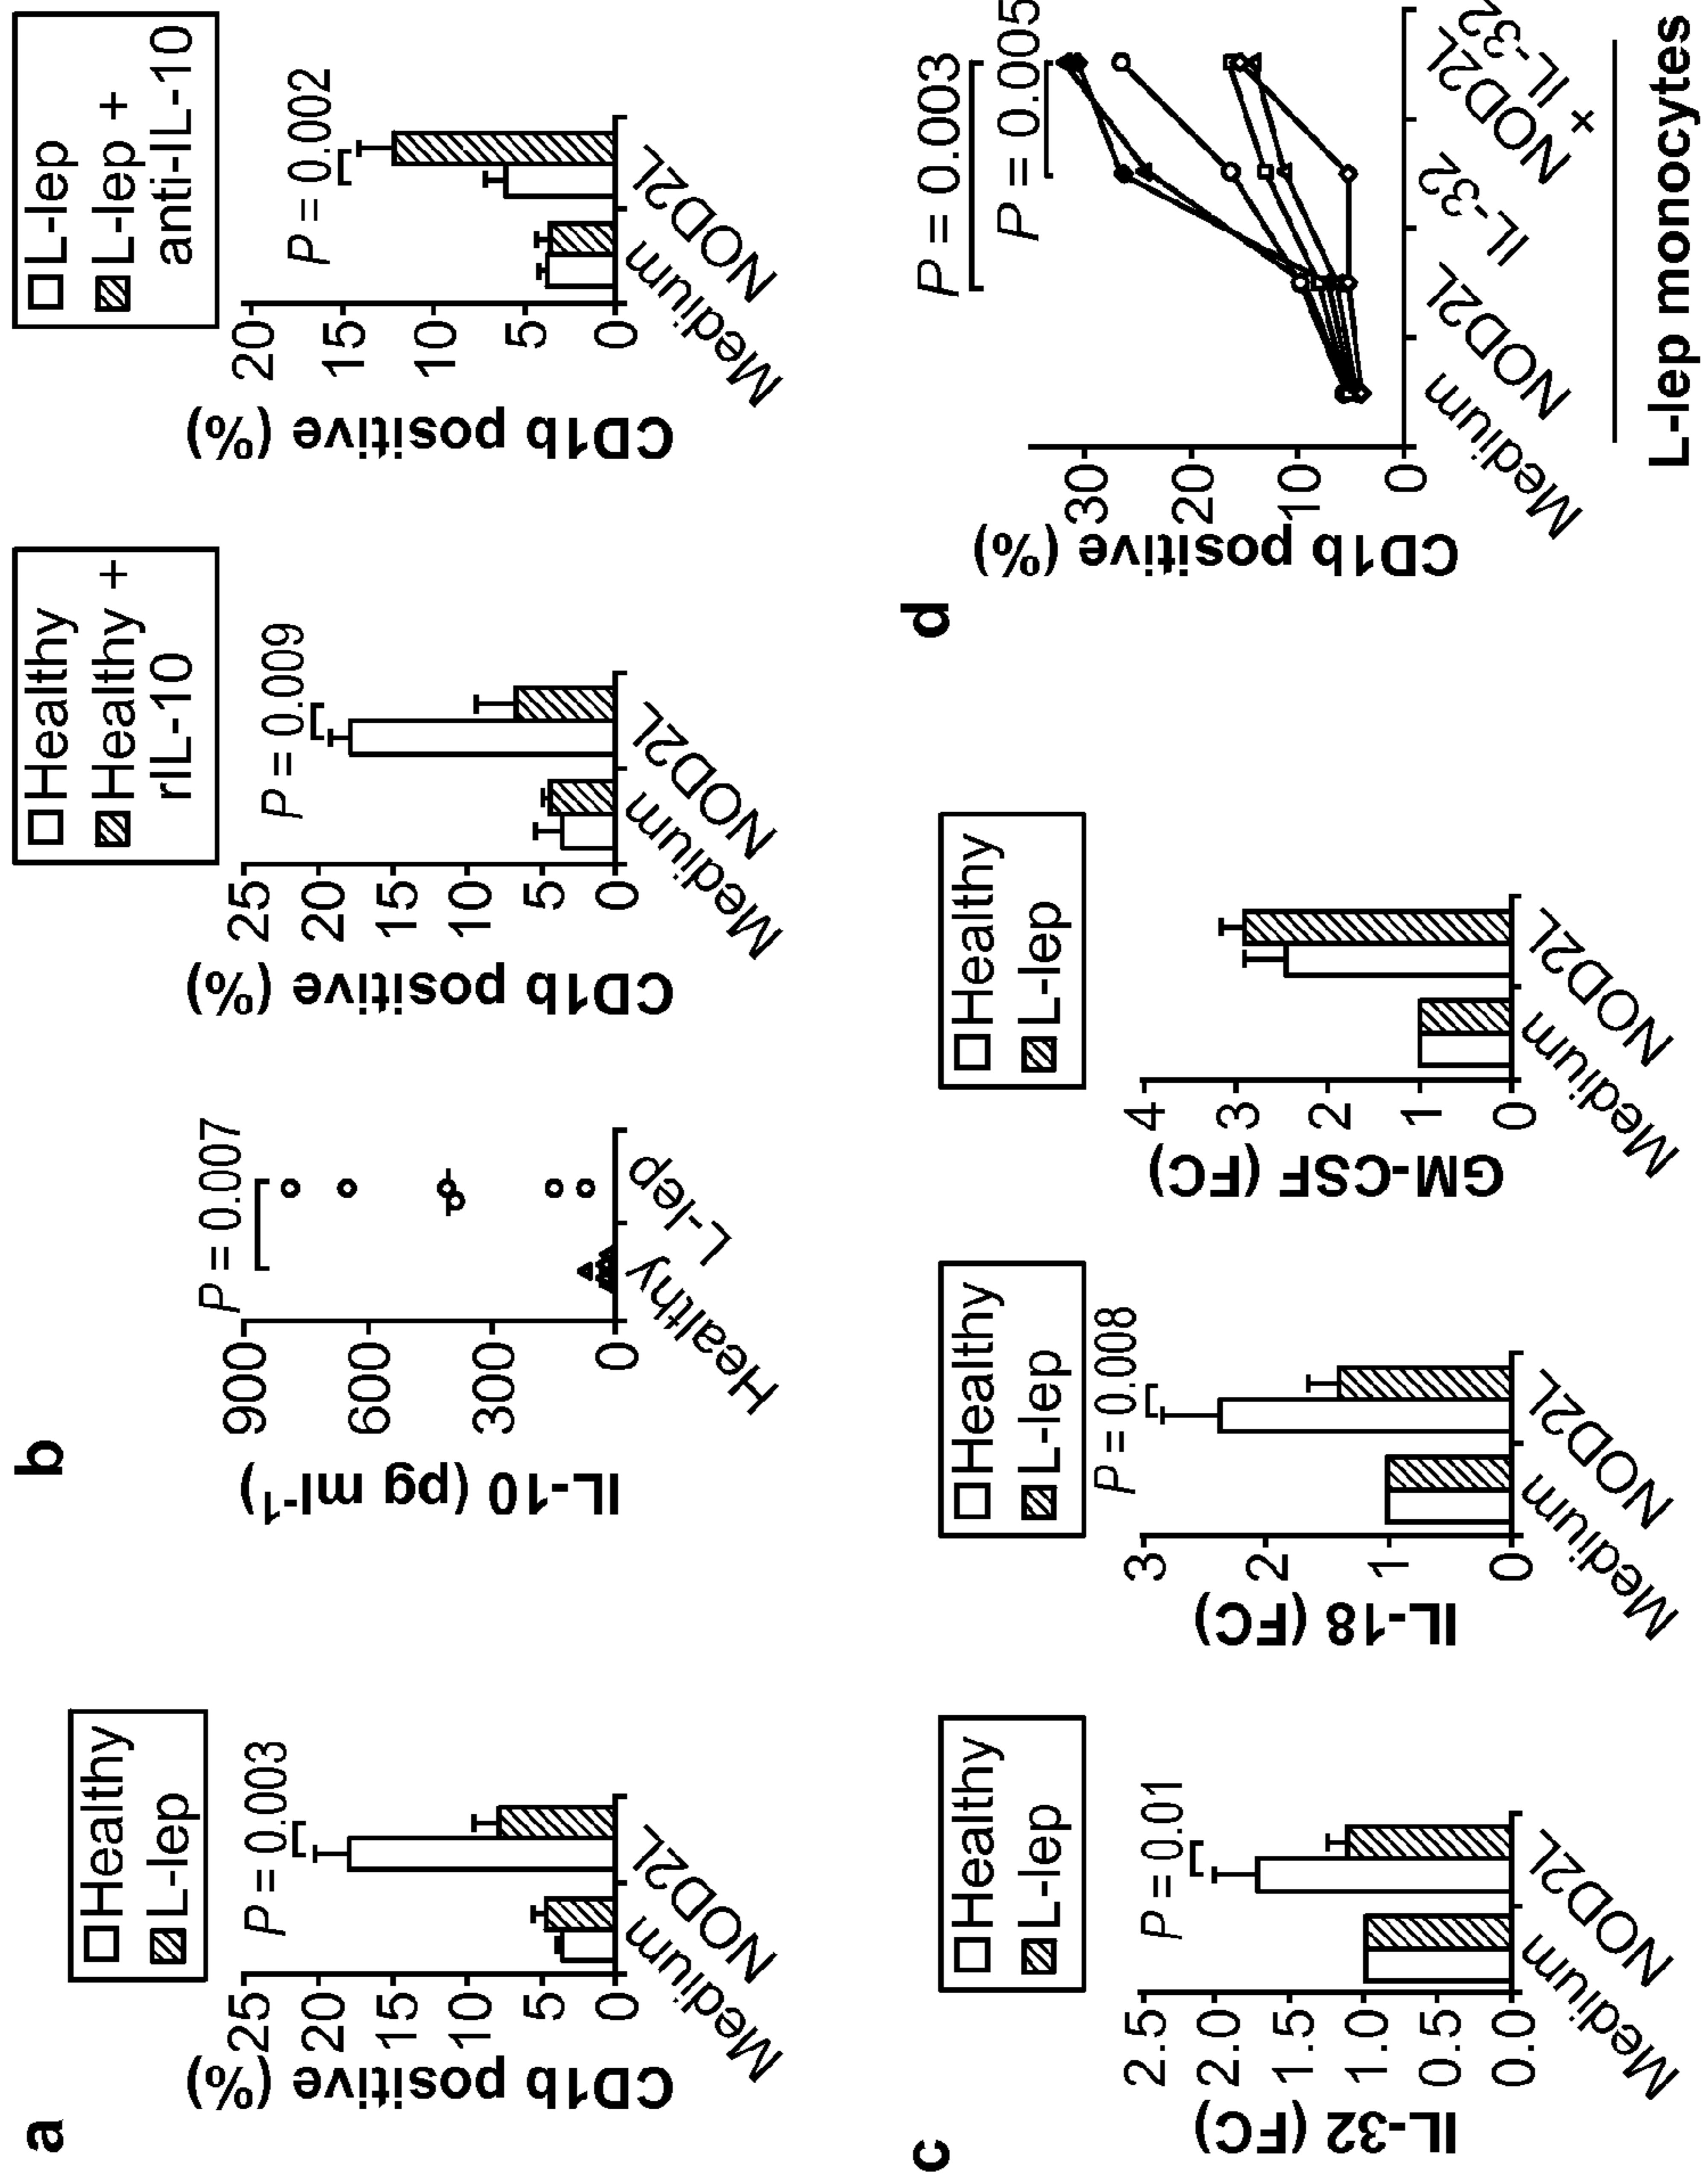 a
Healthy
L-lep
P = 0.003
CD1b positive (%)
25
20
15
10
5
0
Medium
NOD2L
b
P = 0.007
IL-10 (pg ml-1)
900
600
300
0
Healthy
L-lep
Healthy
Healthy +
rIL-10
P = 0.009
CD1b positive (%)
25
20
15
10
5
0
Medium
NOD2L
L-lep
L-lep +
anti-IL-10
P = 0.002
CD1b positive (%)
20
15
10
5
0
Medium
NOD2L
c
Healthy
L-lep
P = 0.01
IL-32 (FC)
2.5
2.0
1.5
1.0
0.5
0.0
Medium
NOD2L
Healthy
L-lep
P = 0.008
IL-18 (FC)
3
2
1
0
Medium
NOD2L
Healthy
L-lep
GM-CSF (FC)
4
3
2
1
0
Medium
NOD2L
d
P = 0.003
P = 0.005
CD1b positive (%)
30
20
10
0
Medium
NOD2L
IL-32
NOD2L
+ IL-32
L-lep monocytes